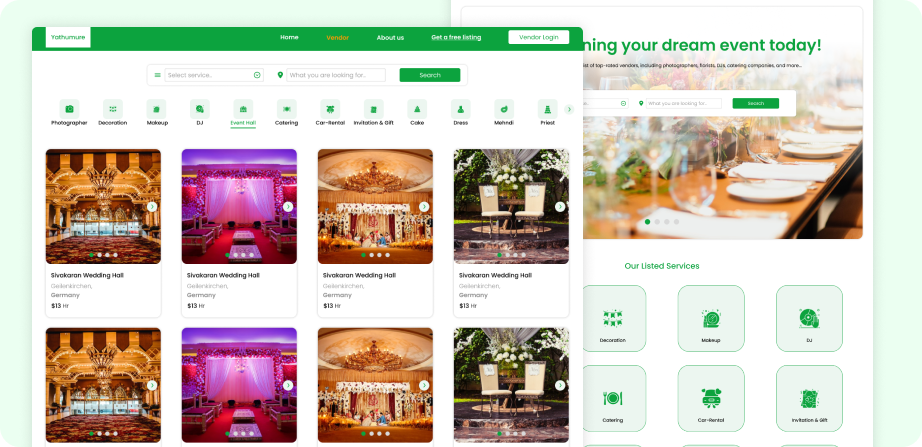 Yathumure
Home
Vendor
About us
Get a free listing
Vendor Login
Select service..
What you are looking for..
Search
Photographer
Decoration
Makeup
DJ
Event Hall
Catering
Car-Rental
Invitation & Gift
Cake
Dress
Mehndi
Priest
Sivakaran Wedding Hall
Geilenkirchen,
Germany
$13 Hr
Sivakaran Wedding Hall
Geilenkirchen,
Germany
$13 Hr
Sivakaran Wedding Hall
Geilenkirchen,
Germany
$13 Hr
Sivakaran Wedding Hall
Geilenkirchen,
Germany
$13 Hr
ning your dream event today!
list of top-rated vendors, including photographers, florists, DJs, catering companies, and more...
What you are looking for..
Search
Our Listed Services
Decoration
Makeup
DJ
Catering
Car-Rental
Invitation & Gift